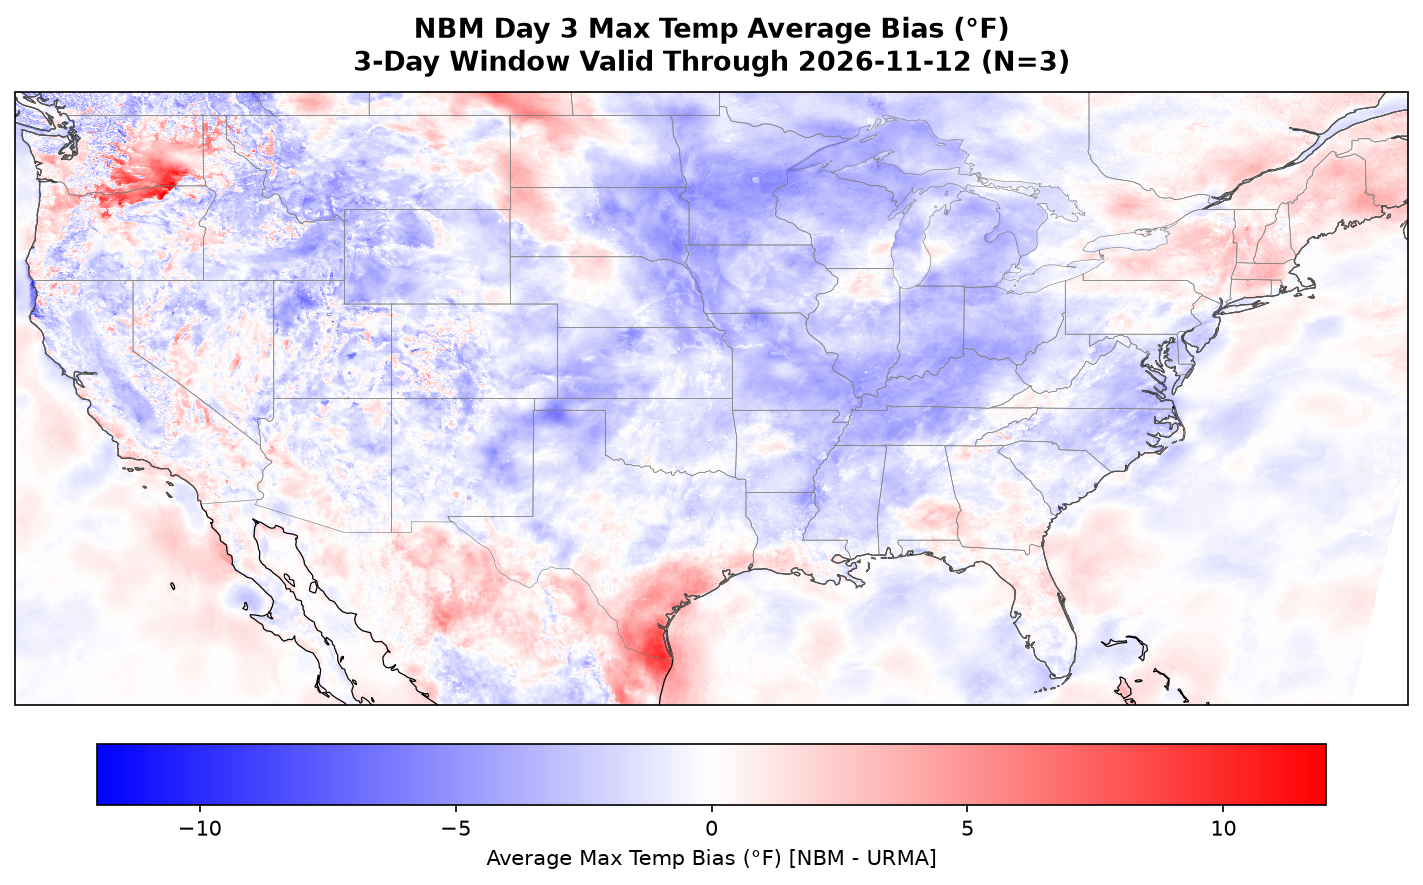 NBM Day 3 Max Temp Average Bias (°F)
3-Day Window Valid Through 2026-11-12 (N=3)
−10 −5 0 5 10
Average Max Temp Bias (°F) [NBM - URMA]